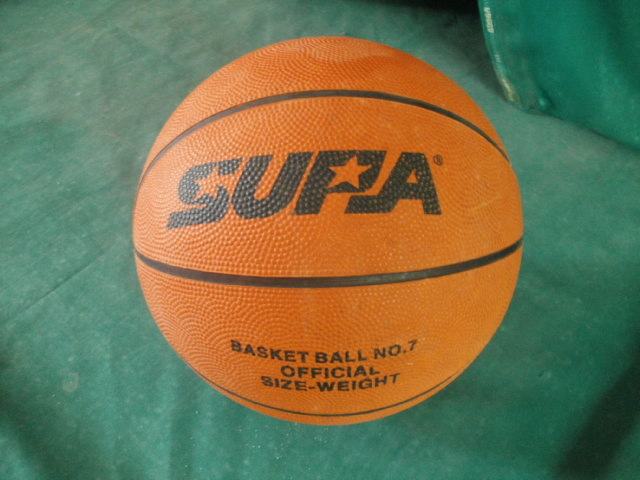 SUPA®
BASKET BALL NO.7
OFFICIAL
SIZE-WEIGHT